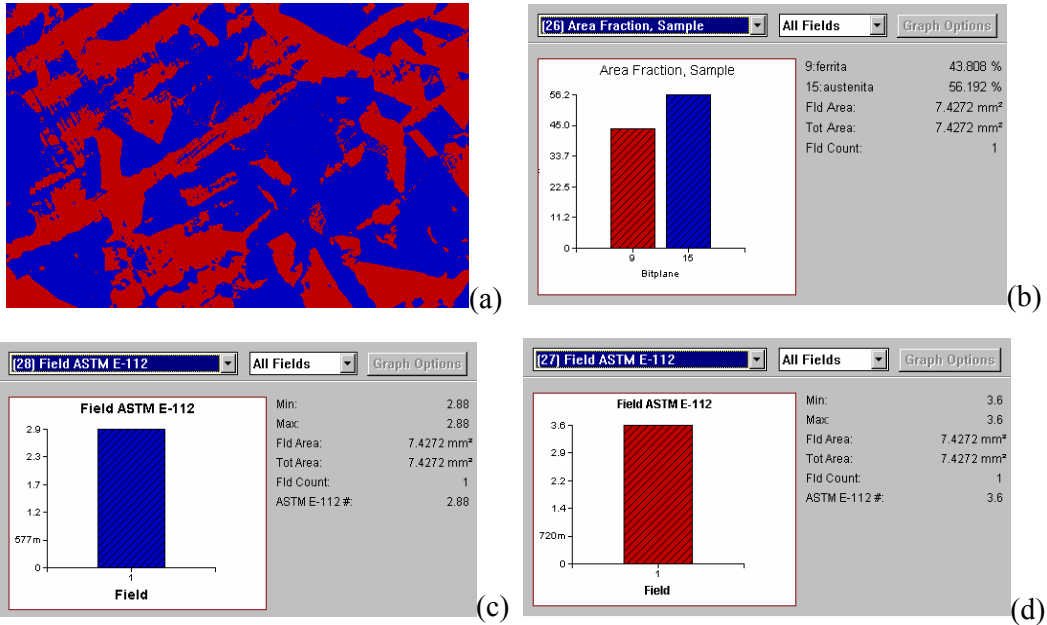 (a)
[26] Area Fraction, Sample All Fields Graph Options
Area Fraction, Sample
56.2
45.0
33.7
22.5
11.2
0
9 15
Bitplane
9:ferrita 43.808 %
15:austenita 56.192 %
Fld Area: 7.4272 mm²
Tot Area: 7.4272 mm²
Fld Count: 1
(b)
[28] Field ASTM E-112 All Fields Graph Options
Field ASTM E-112
2.9
2.3
1.7
1.2
577m
0
1
Field
Min: 2.88
Max: 2.88
Fld Area: 7.4272 mm²
Tot Area: 7.4272 mm²
Fld Count: 1
ASTM E-112 #: 2.88
(c)
[27] Field ASTM E-112 All Fields Graph Options
Field ASTM E-112
3.6
2.9
2.2
1.4
720m
0
1
Field
Min: 3.6
Max: 3.6
Fld Area: 7.4272 mm²
Tot Area: 7.4272 mm²
Fld Count: 1
ASTM E-112 #: 3.6
(d)